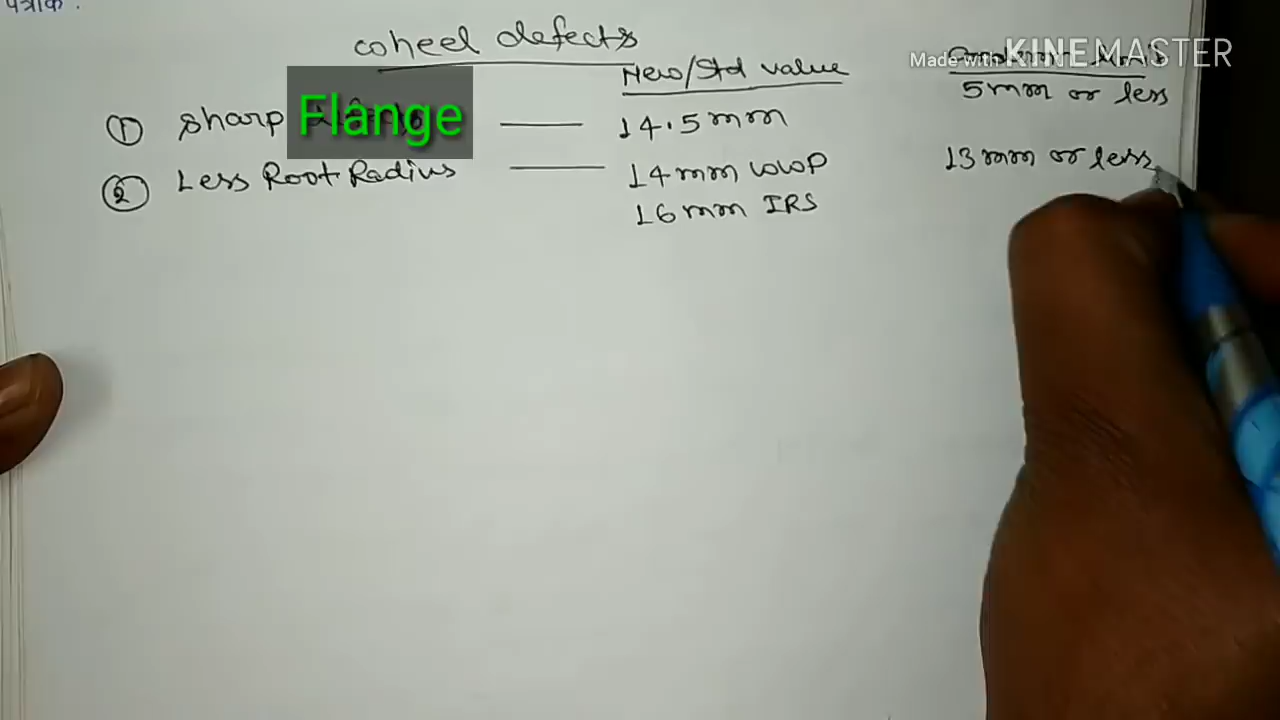 पत्रांक :
wheel defects
New/Std value
Made with KINEMASTER
5mm or less
① Sharp Flange — 14.5mm
② Less Root Radius — 14mm WWP 13mm or less
16mm IRS